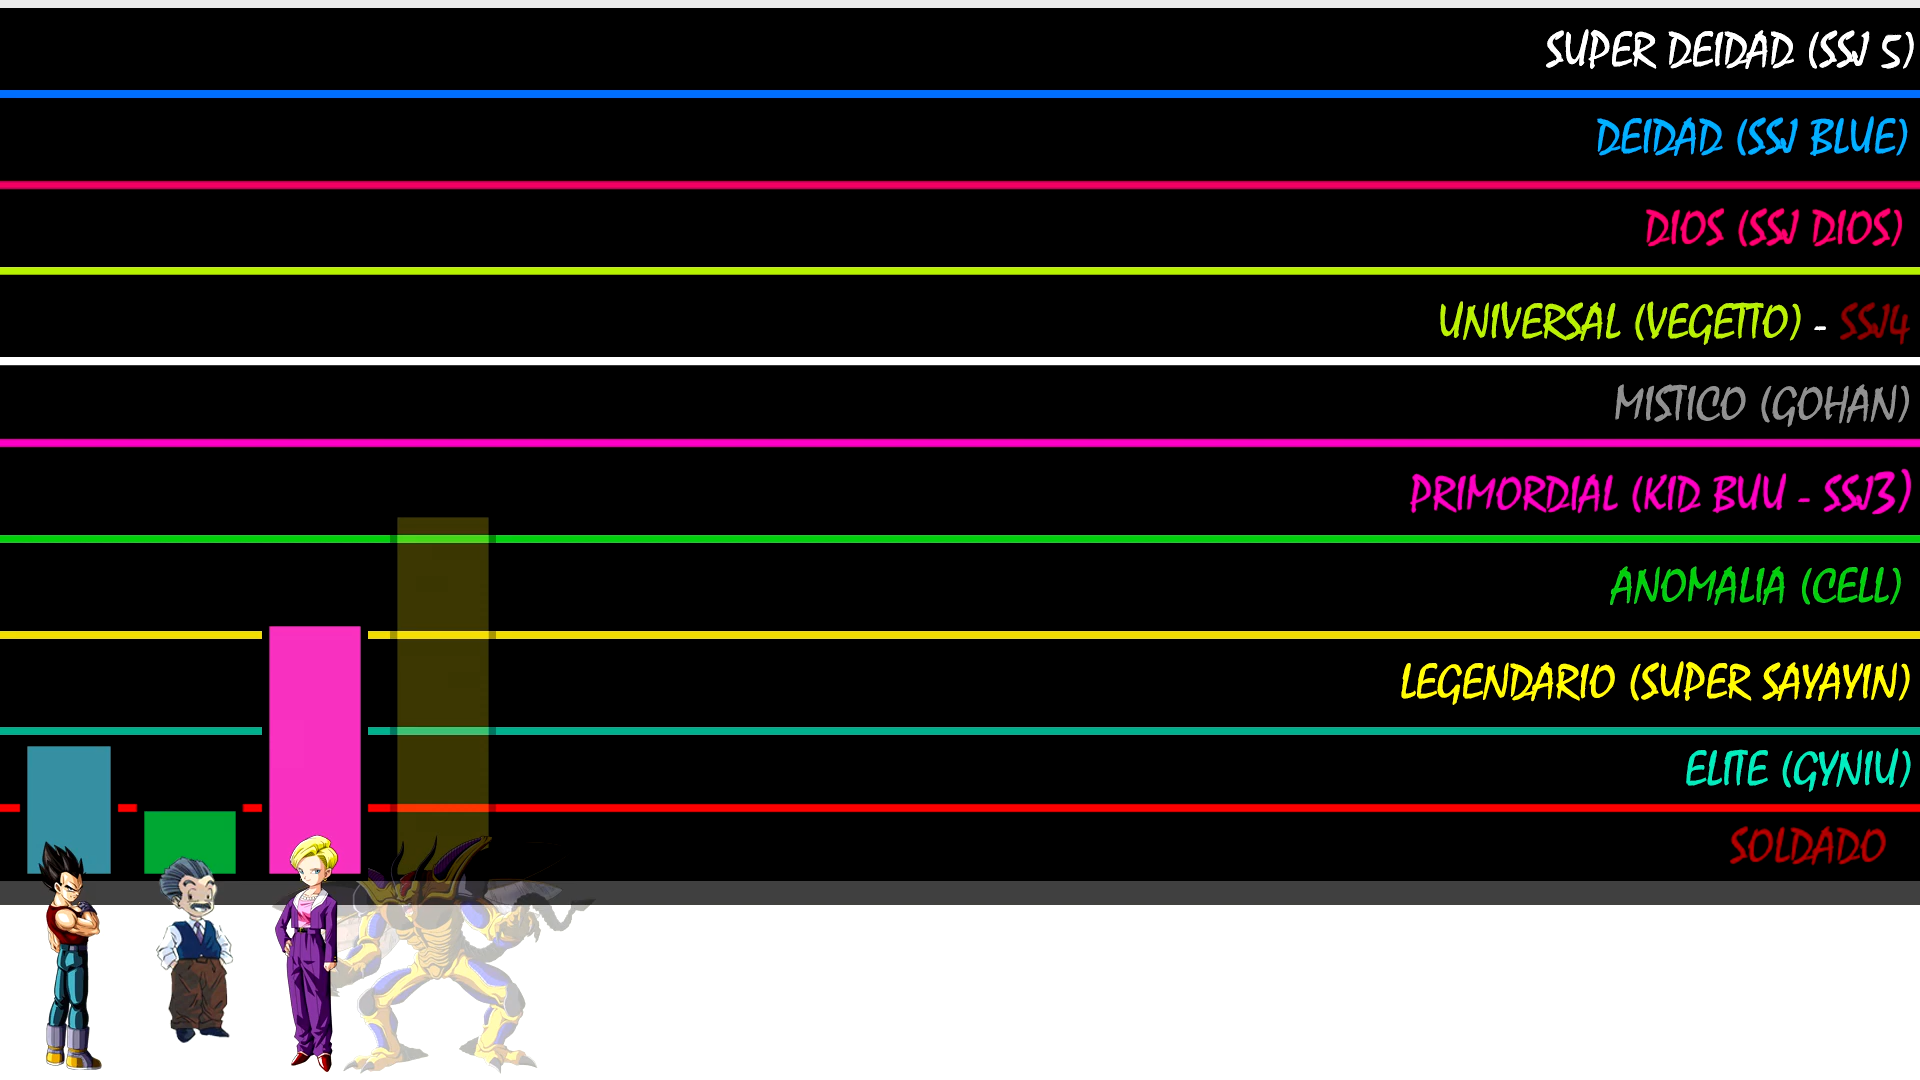 SUPER DEIDAD (SSJ 5)
DEIDAD (SSJ BLUE)
DIOS (SSJ DIOS)
UNIVERSAL (VEGETTO) - SSJ4
MISTICO (GOHAN)
PRIMORDIAL (KID BUU - SSJ3)
ANOMALIA (CELL)
LEGENDARIO (SUPER SAYAYIN)
ELITE (GYNIU)
SOLDADO